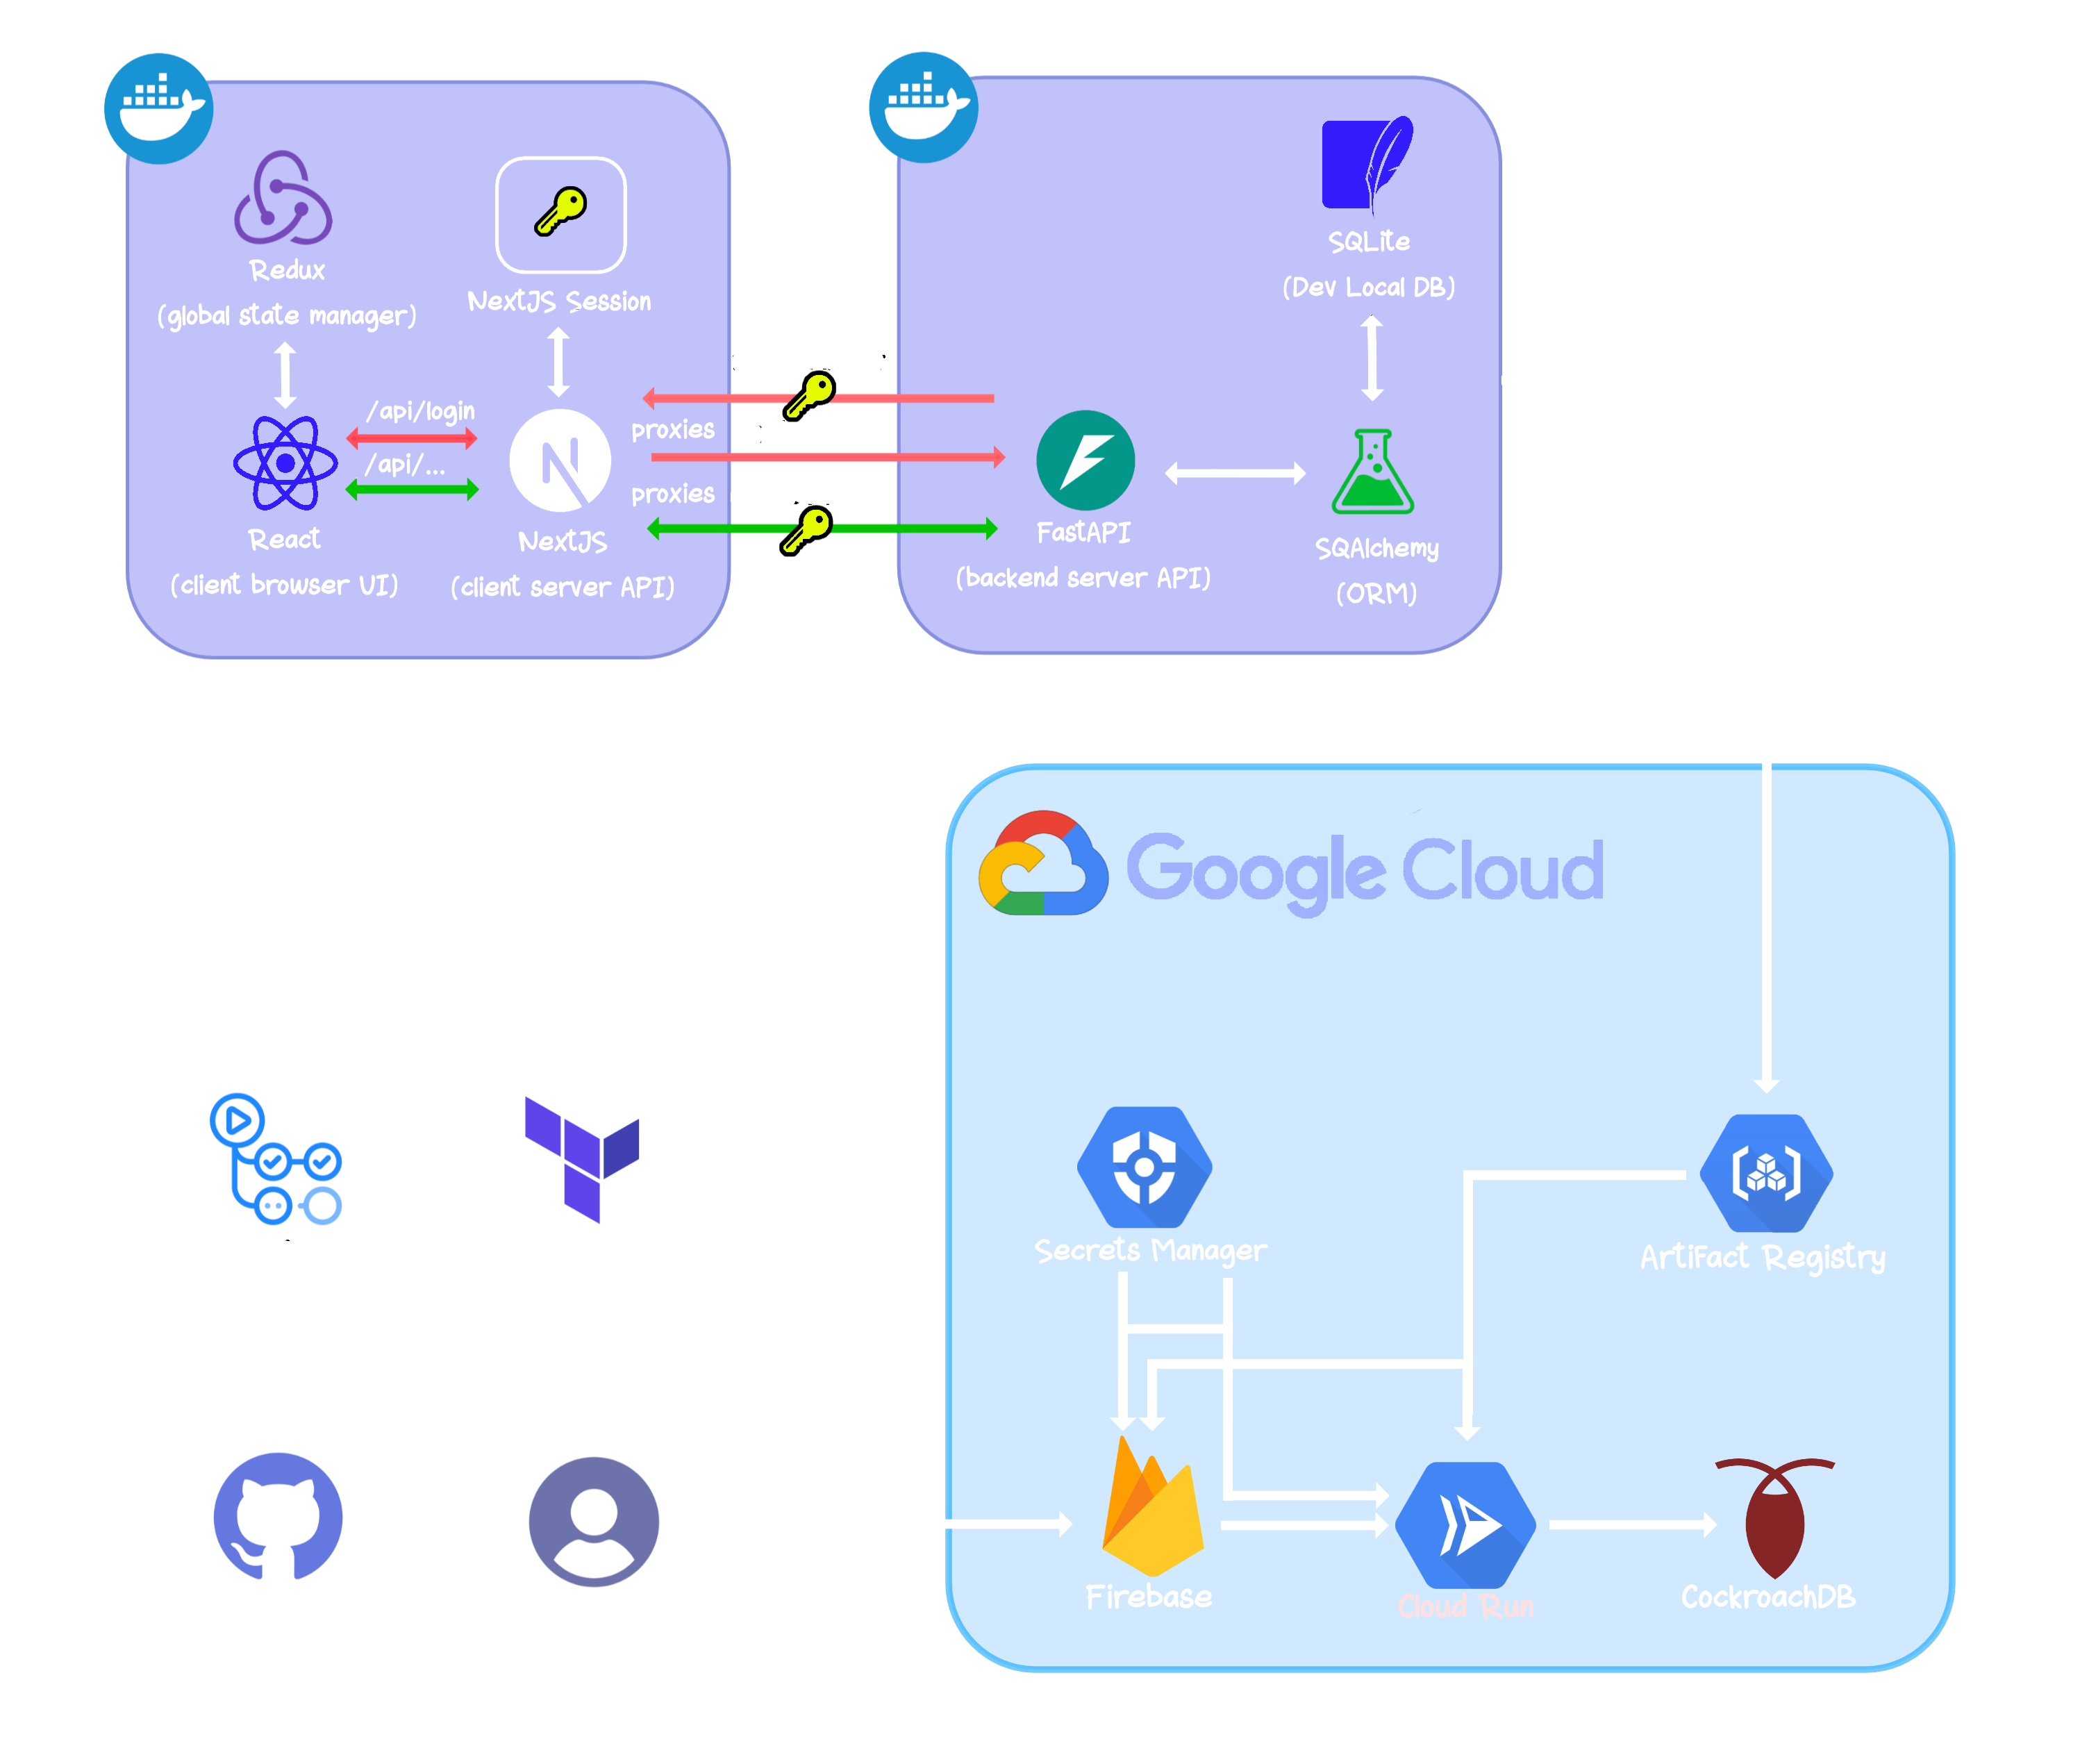 Redux
(global state manager)
NextJS Session
/api/login
/api/...
React
(client browser UI)
NextJS
(client server API)
proxies
proxies
FastAPI
(backend server API)
SQLite
(Dev Local DB)
SQAlchemy
(ORM)
Google Cloud
Secrets Manager
Artifact Registry
Firebase
Cloud Run
CockroachDB